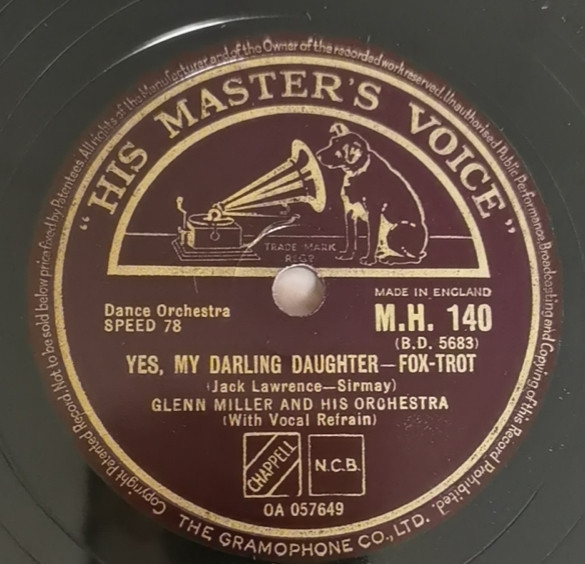 Copyright Patented Record. Not to be sold below price fixed by Patentees. All rights of the Manufacturer and of the Owner of the recorded work reserved. Unauthorised Public Performance, Broadcasting and Copying of this Record Prohibited.
"HIS MASTER'S VOICE"
TRADE MARK
REGD
MADE IN ENGLAND
Dance Orchestra
SPEED 78
M.H. 140
(B.D. 5683)
YES, MY DARLING DAUGHTER—FOX-TROT
(Jack Lawrence—Sirmay)
GLENN MILLER AND HIS ORCHESTRA
(With Vocal Refrain)
CHAPPELL
N.C.B.
OA 057649
THE GRAMOPHONE CO., LTD.